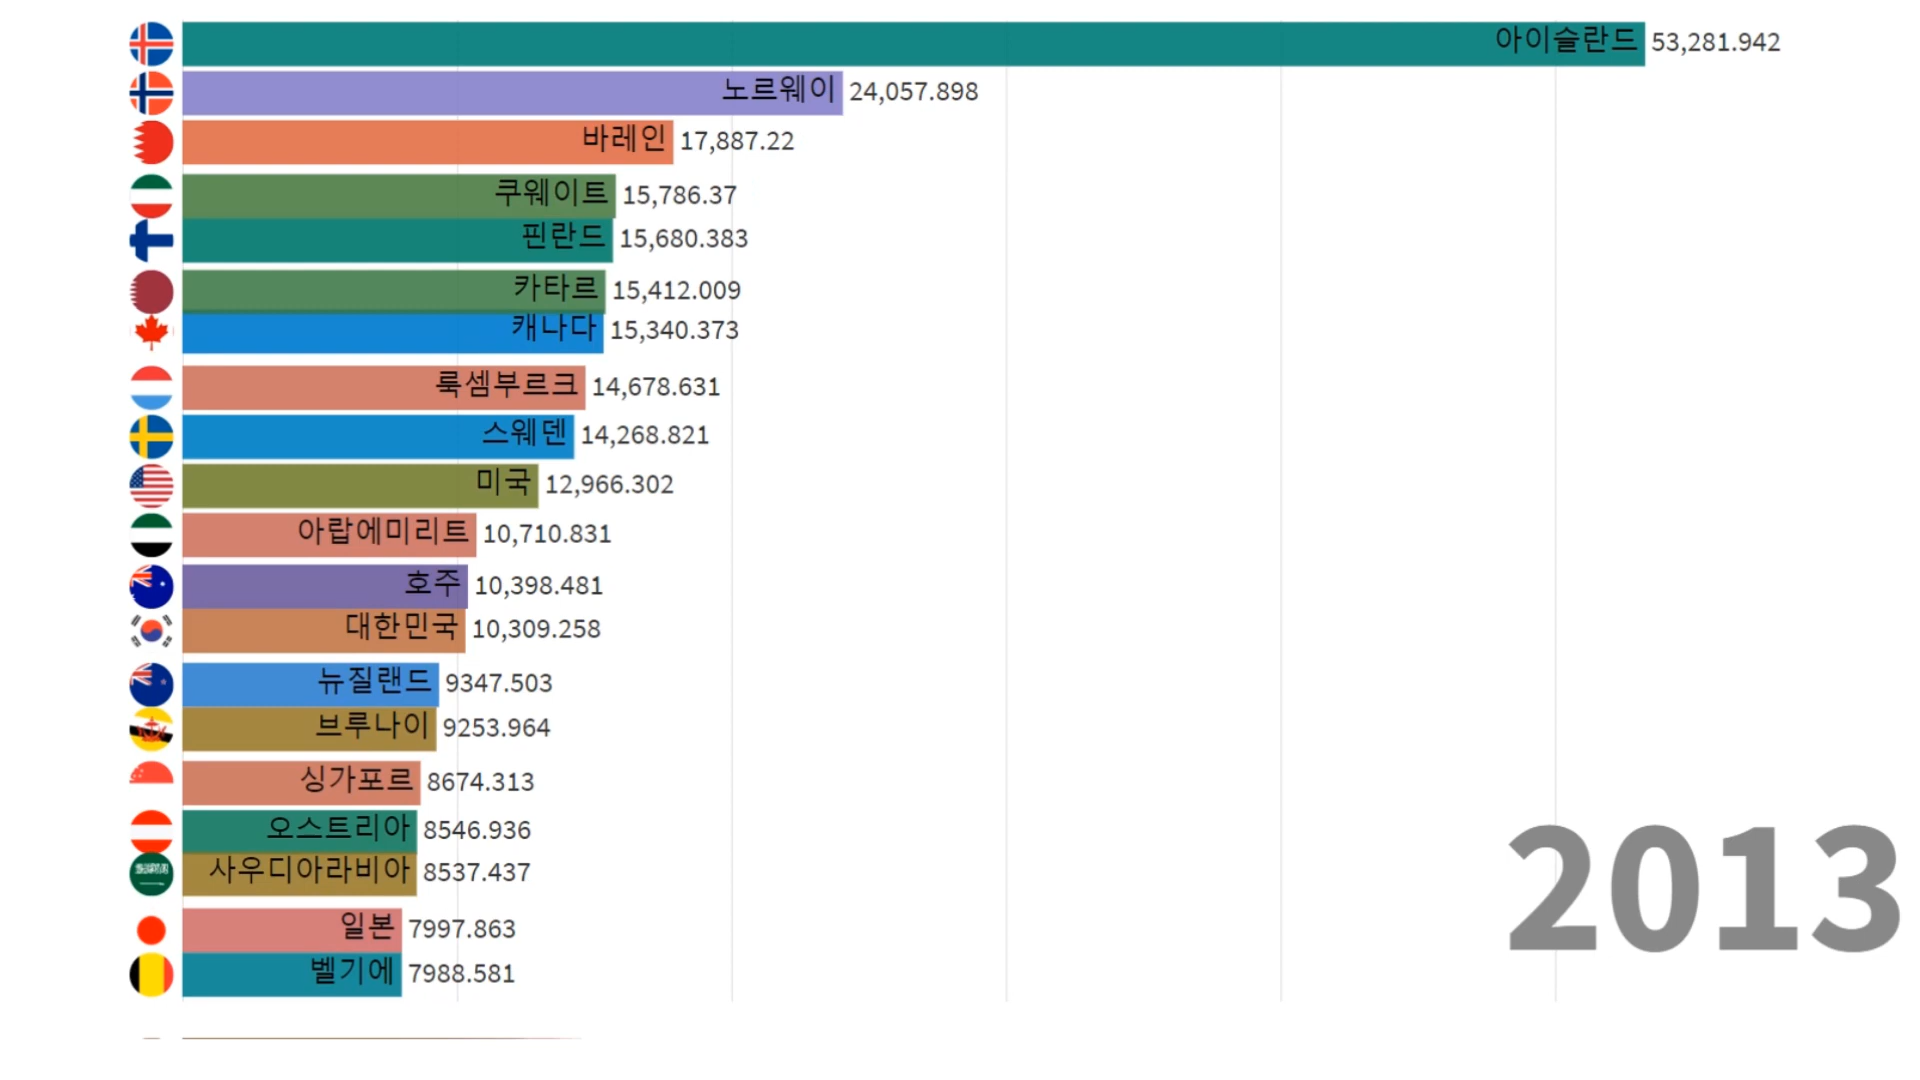 아이슬란드 53,281.942
노르웨이 24,057.898
바레인 17,887.22
쿠웨이트 15,786.37
핀란드 15,680.383
카타르 15,412.009
캐나다 15,340.373
룩셈부르크 14,678.631
스웨덴 14,268.821
미국 12,966.302
아랍에미리트 10,710.831
호주 10,398.481
대한민국 10,309.258
뉴질랜드 9347.503
브루나이 9253.964
싱가포르 8674.313
오스트리아 8546.936
사우디아라비아 8537.437
일본 7997.863
벨기에 7988.581
2013